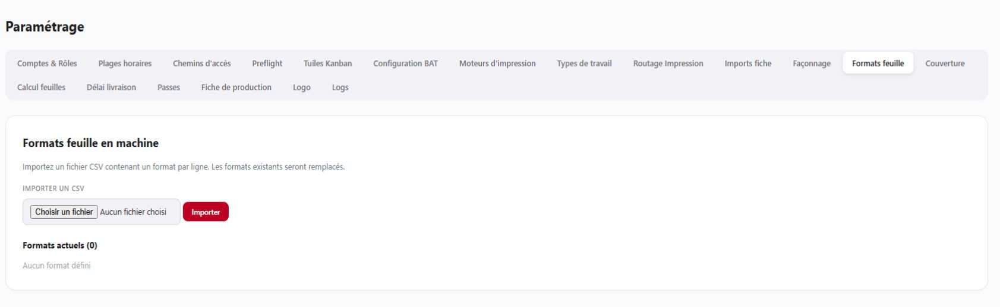 Paramétrage
Comptes & Rôles Plages horaires Chemins d'accès Preflight Tuiles Kanban Configuration BAT Moteurs d'impression Types de travail Routage Impression Imports fiche Façonnage Formats feuille Couverture
Calcul feuilles Délai livraison Passes Fiche de production Logo Logs
Formats feuille en machine
Importez un fichier CSV contenant un format par ligne. Les formats existants seront remplacés.
IMPORTER UN CSV
Choisir un fichier Aucun fichier choisi Importer
Formats actuels (0)
Aucun format défini